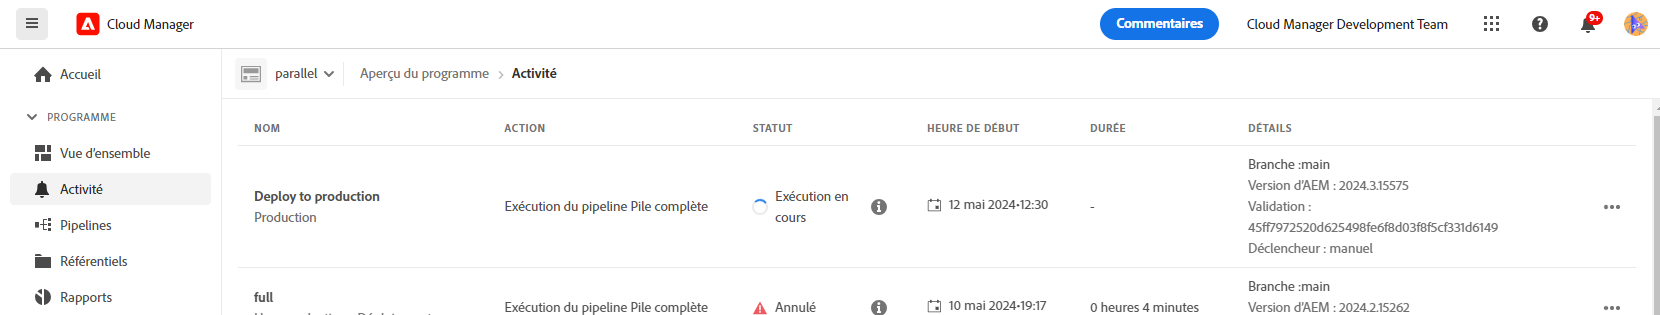 Cloud Manager
Commentaires
Cloud Manager Development Team
9+
Accueil
parallel
Aperçu du programme > Activité
PROGRAMME
Vue d'ensemble
Activité
Pipelines
Référentiels
Rapports
NOM ACTION STATUT HEURE DE DÉBUT DURÉE DÉTAILS
Deploy to production
Production
Exécution du pipeline Pile complète
Exécution en
cours
12 mai 2024•12:30
-
Branche :main
Version d'AEM : 2024.3.15575
Validation :
45ff7972520d625498fe6f8d03f8f5cf331d6149
Déclencheur : manuel
full
Exécution du pipeline Pile complète
Annulé
10 mai 2024•19:17
0 heures 4 minutes
Branche :main
Version d'AEM : 2024.2.15262